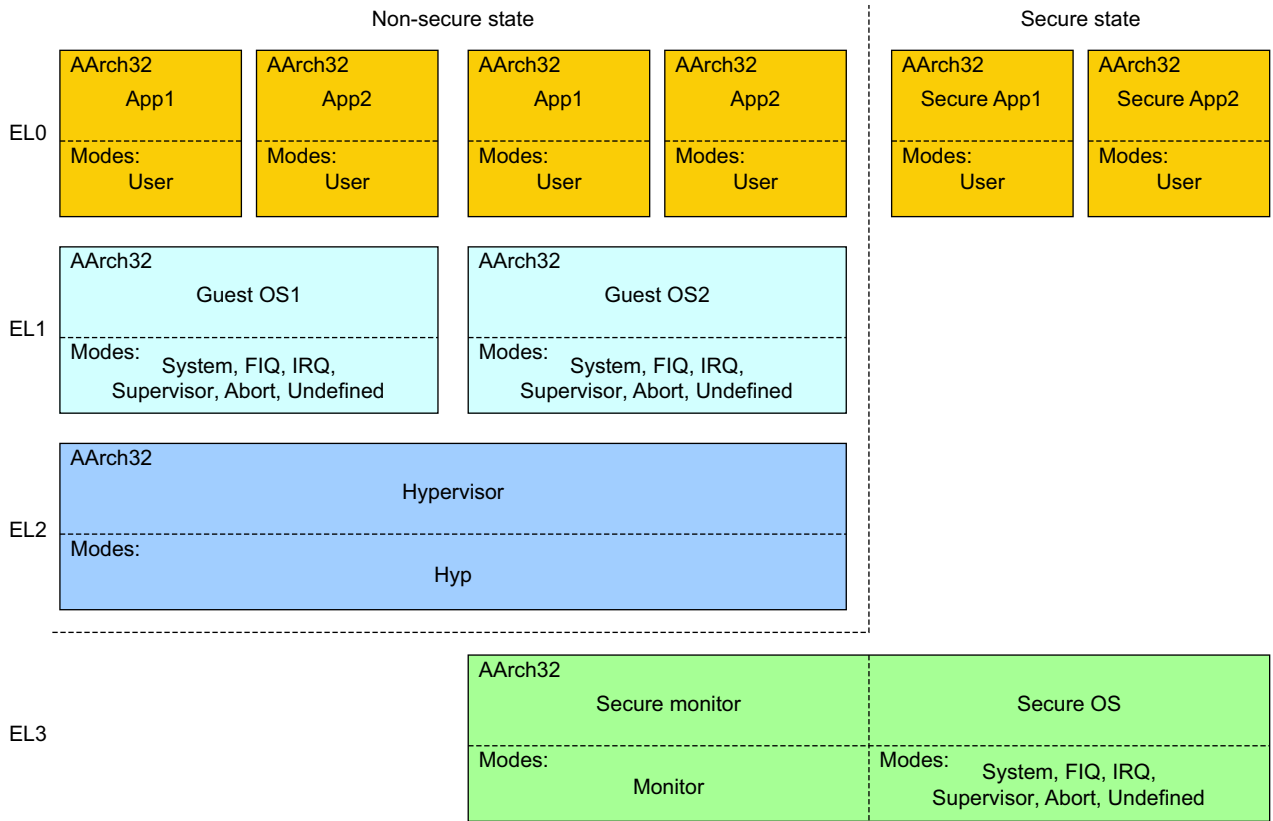 Non-secure state
Secure state
AArch32
App1
Modes:
User
AArch32
App2
Modes:
User
AArch32
App1
Modes:
User
AArch32
App2
Modes:
User
AArch32
Secure App1
Modes:
User
AArch32
Secure App2
Modes:
User
EL0
AArch32
Guest OS1
Modes:
System, FIQ, IRQ,
Supervisor, Abort, Undefined
AArch32
Guest OS2
Modes:
System, FIQ, IRQ,
Supervisor, Abort, Undefined
EL1
AArch32
Hypervisor
EL2
Modes:
Hyp
AArch32
Secure monitor
Secure OS
EL3
Modes:
Monitor
Modes:
System, FIQ, IRQ,
Supervisor, Abort, Undefined